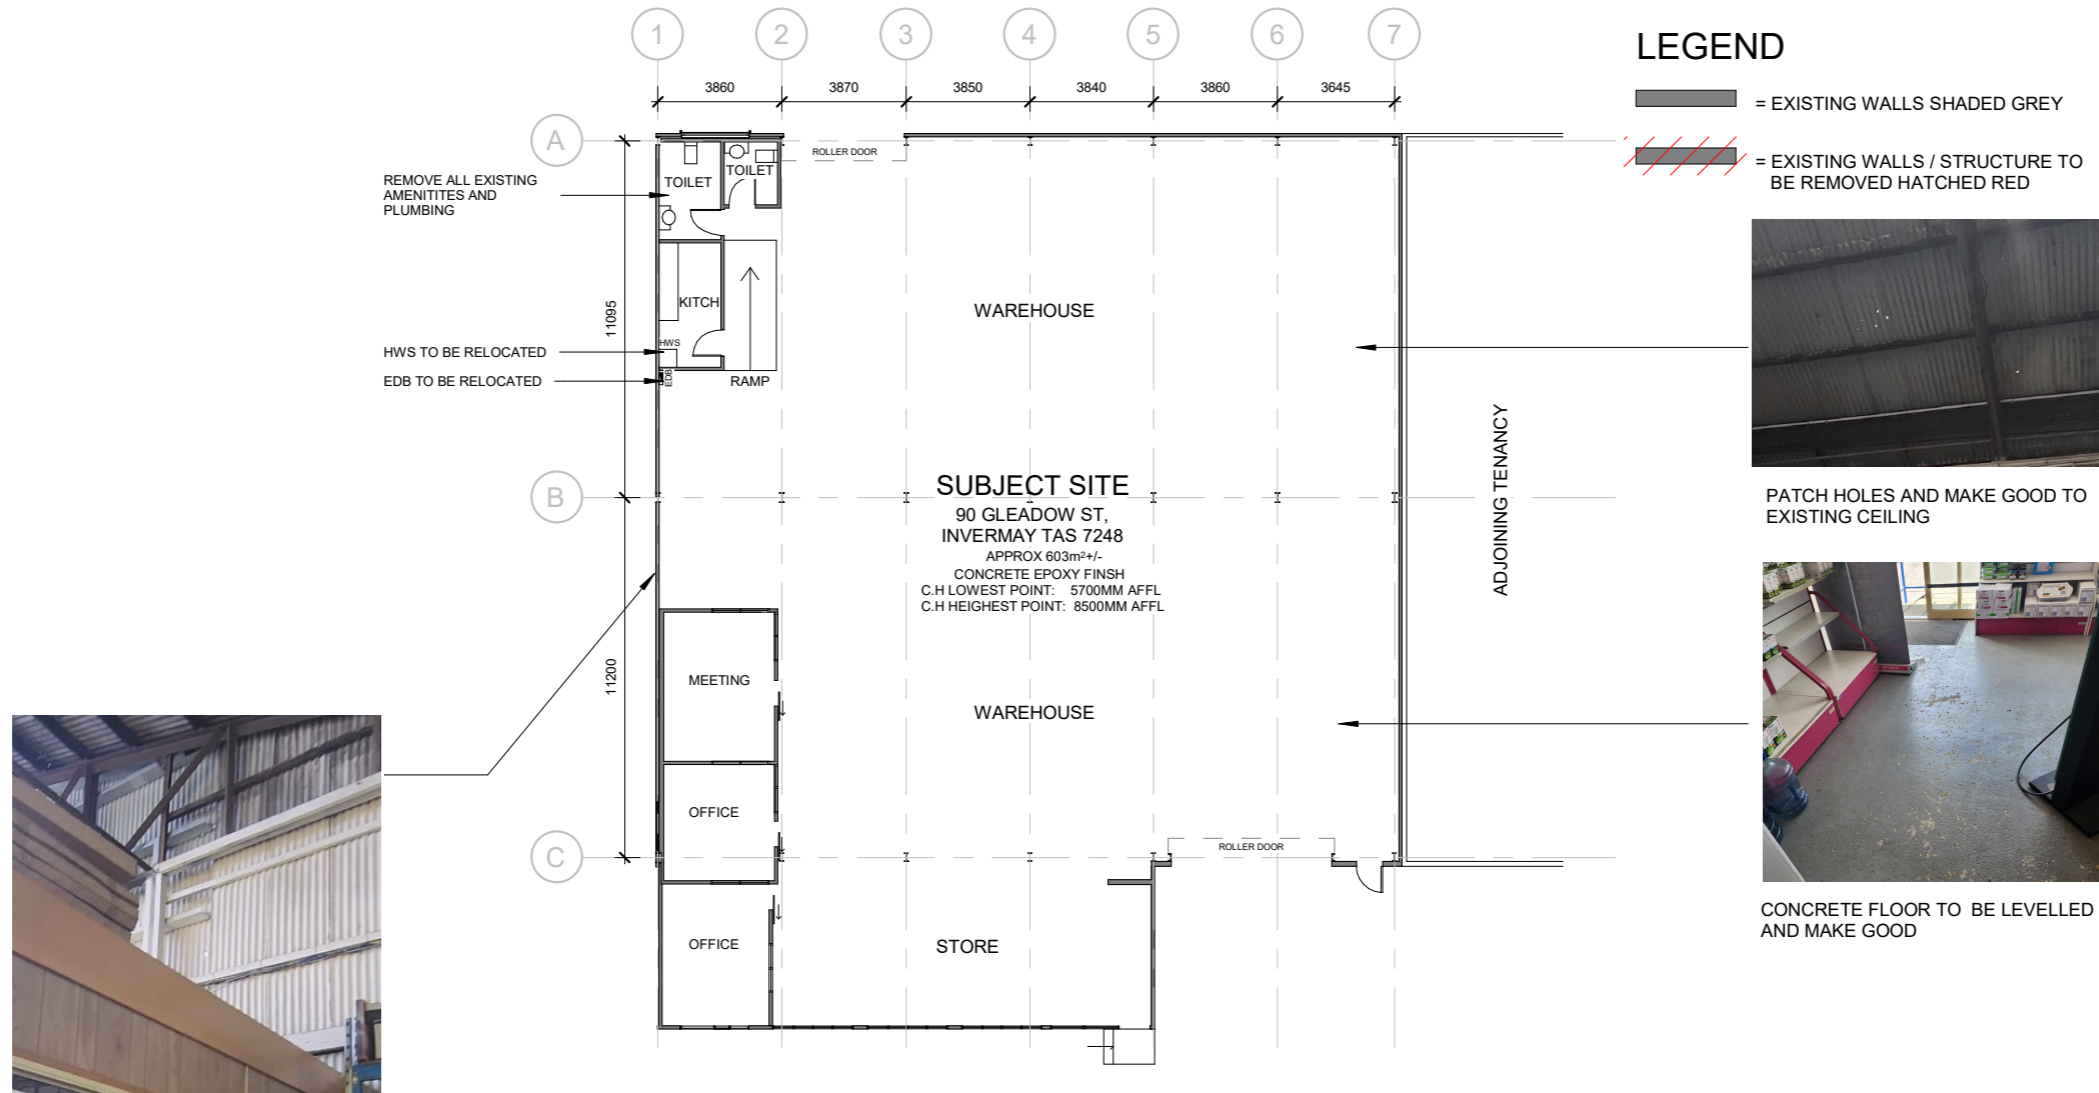 1
2
3
4
5
6
7
3860
3870
3850
3840
3860
3645
LEGEND
= EXISTING WALLS SHADED GREY
= EXISTING WALLS / STRUCTURE TO
BE REMOVED HATCHED RED
A
B
C
11095
11200
REMOVE ALL EXISTING
AMENITITES AND
PLUMBING
HWS TO BE RELOCATED
EDB TO BE RELOCATED
TOILET
TOILET
ROLLER DOOR
KITCH
HWS
EDB
RAMP
WAREHOUSE
SUBJECT SITE
90 GLEADOW ST,
INVERMAY TAS 7248
APPROX 603m²+/-
CONCRETE EPOXY FINSH
C.H LOWEST POINT: 5700MM AFFL
C.H HEIGHEST POINT: 8500MM AFFL
ADJOINING TENANCY
MEETING
WAREHOUSE
OFFICE
ROLLER DOOR
OFFICE
STORE
PATCH HOLES AND MAKE GOOD TO
EXISTING CEILING
CONCRETE FLOOR TO BE LEVELLED
AND MAKE GOOD